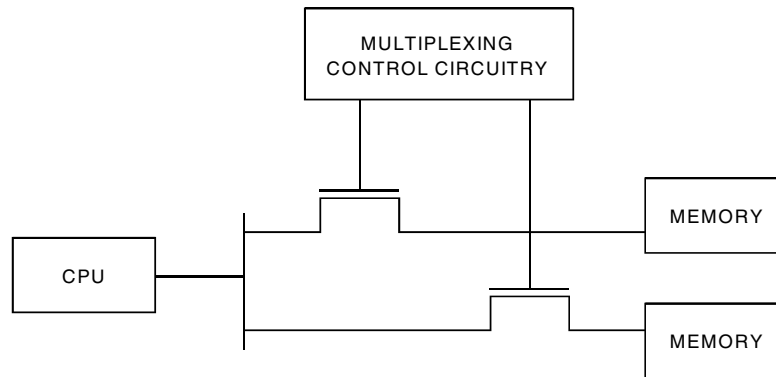 MULTIPLEXING
CONTROL CIRCUITRY
MEMORY
CPU
MEMORY